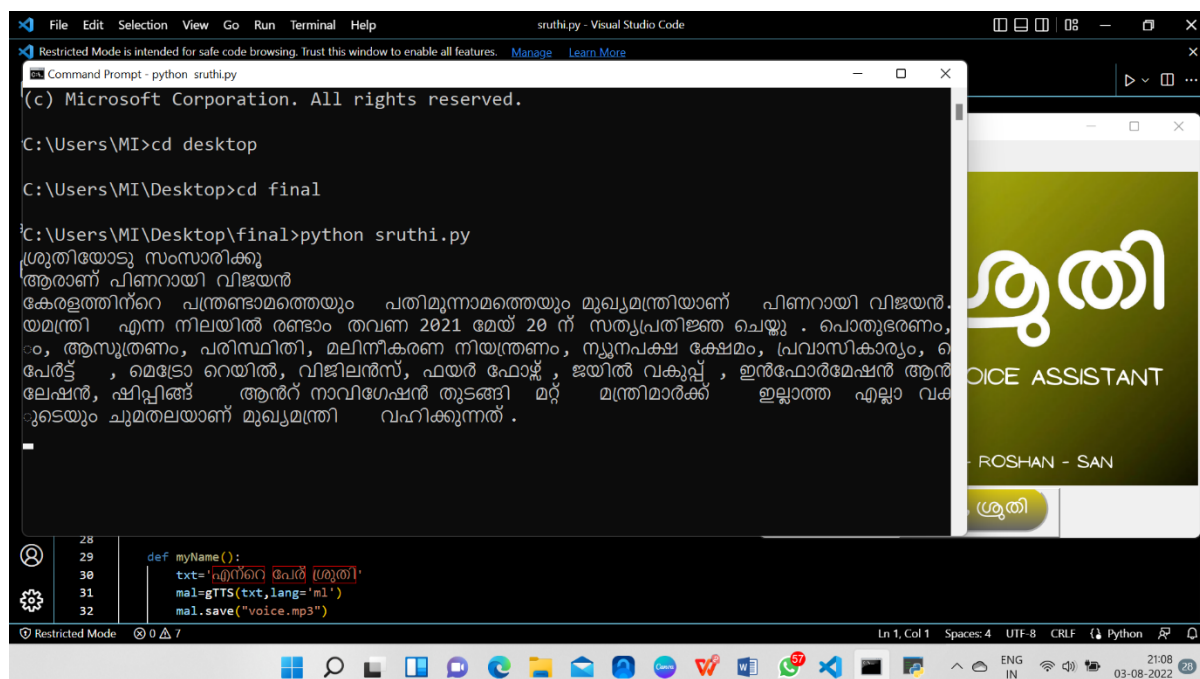 File Edit Selection View Go Run Terminal Help
sruthi.py - Visual Studio Code
Restricted Mode is intended for safe code browsing. Trust this window to enable all features. Manage Learn More
Command Prompt - python sruthi.py
(c) Microsoft Corporation. All rights reserved.
C:\Users\MI>cd desktop
C:\Users\MI\Desktop>cd final
C:\Users\MI\Desktop\final>python sruthi.py
ശ്രുതിയോടു സംസാരിക്കൂ
ആരാണ് പിണറായി വിജയൻ
കേരളത്തിന്റെ പന്ത്രണ്ടാമത്തെയും പതിമൂന്നാമത്തെയും മുഖ്യമന്ത്രിയാണ് പിണറായി വിജയൻ.
യമന്ത്രി എന്ന നിലയിൽ രണ്ടാം തവണ 2021 മേയ് 20 ന് സത്യപ്രതിജ്ഞ ചെയ്തു . പൊതുഭരണം,
ം, ആസൂത്രണം, പരിസ്ഥിതി, മലിനീകരണ നിയന്ത്രണം, ന്യൂനപക്ഷ ക്ഷേമം, പ്രവാസികാര്യം,
പേർട്ട് , മെട്രോ റെയിൽ, വിജിലൻസ്, ഫയർ ഫോഴ്സ് , ജയിൽ വകുപ്പ് , ഇൻഫോർമേഷൻ ആൻ
ലേഷൻ, ഷിപ്പിങ്ങ് ആൻറ് നാവിഗേഷൻ തുടങ്ങി മറ്റ് മന്ത്രിമാർക്ക് ഇല്ലാത്ത എല്ലാ വക
ുടെയും ചുമതലയാണ് മുഖ്യമന്ത്രി വഹിക്കുന്നത് .
ശ്രുതി
OICE ASSISTANT
- ROSHAN - SAN
ശ്രുതി
28
29 def myName():
30 txt='എന്റെ പേര് ശ്രുതി'
31 mal=gTTS(txt,lang='ml')
32 mal.save("voice.mp3")
Restricted Mode 0 7
Ln 1, Col 1 Spaces: 4 UTF-8 CRLF Python
57
ENG
IN
21:08
03-08-2022
28